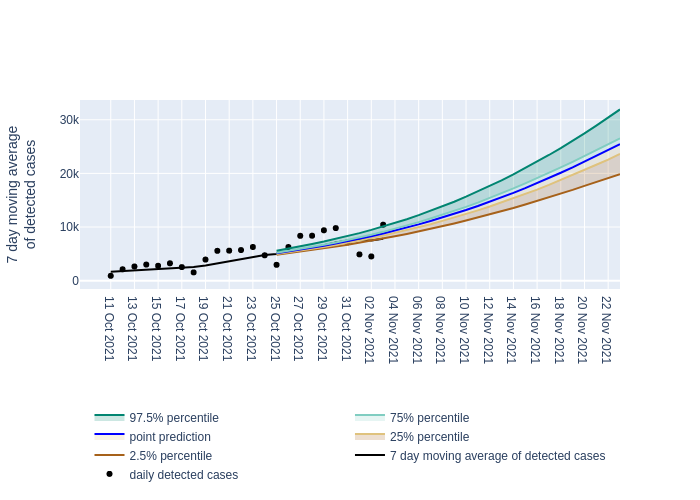 7 day moving average
of detected cases
30k
20k
10k
0
11 Oct 2021
13 Oct 2021
15 Oct 2021
17 Oct 2021
19 Oct 2021
21 Oct 2021
23 Oct 2021
25 Oct 2021
27 Oct 2021
29 Oct 2021
31 Oct 2021
02 Nov 2021
04 Nov 2021
06 Nov 2021
08 Nov 2021
10 Nov 2021
12 Nov 2021
14 Nov 2021
16 Nov 2021
18 Nov 2021
20 Nov 2021
22 Nov 2021
97.5% percentile
75% percentile
point prediction
25% percentile
2.5% percentile
7 day moving average of detected cases
daily detected cases